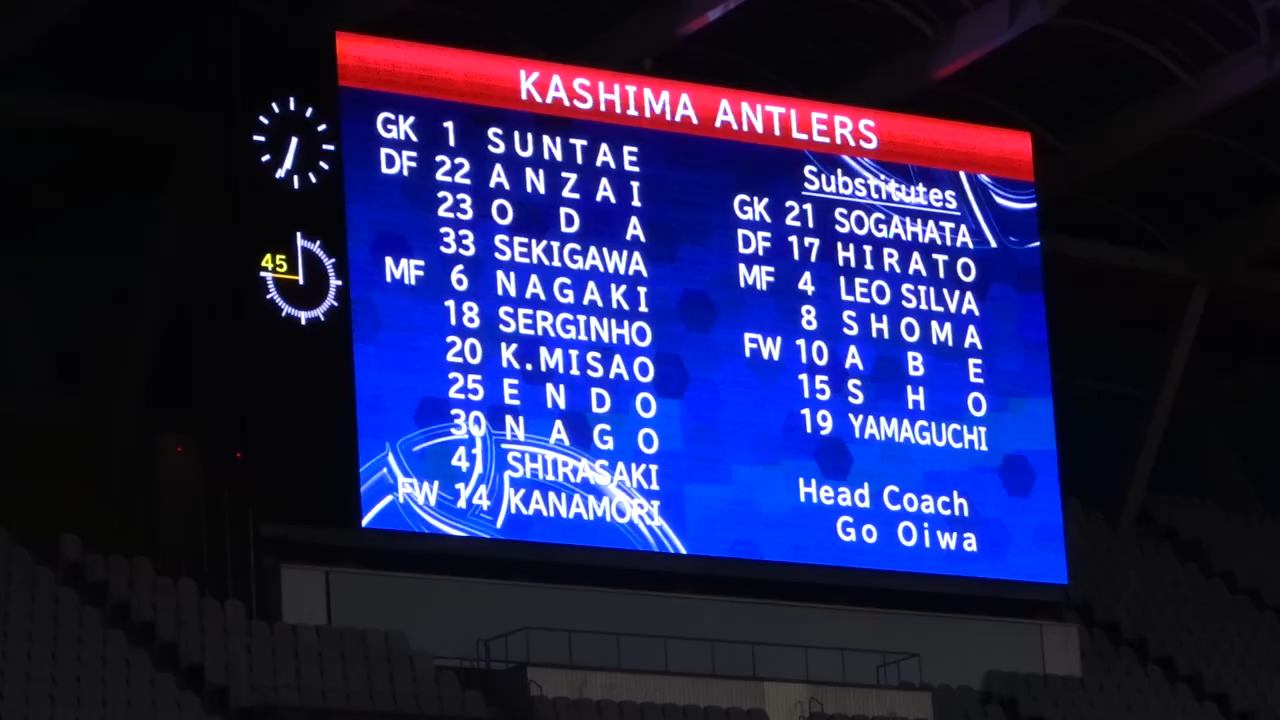 KASHIMA ANTLERS
GK 1 SUNTAE
DF 22 ANZAI
23 ODA
33 SEKIGAWA
MF 6 NAGAKI
18 SERGINHO
20 K.MISAO
25 ENDO
30 NAGO
41 SHIRASAKI
FW 14 KANAMORI
Substitutes
GK 21 SOGAHATA
DF 17 HIRATO
MF 4 LEO SILVA
8 SHOMA
FW 10 ABE
15 SHO
19 YAMAGUCHI
Head Coach
Go Oiwa
45